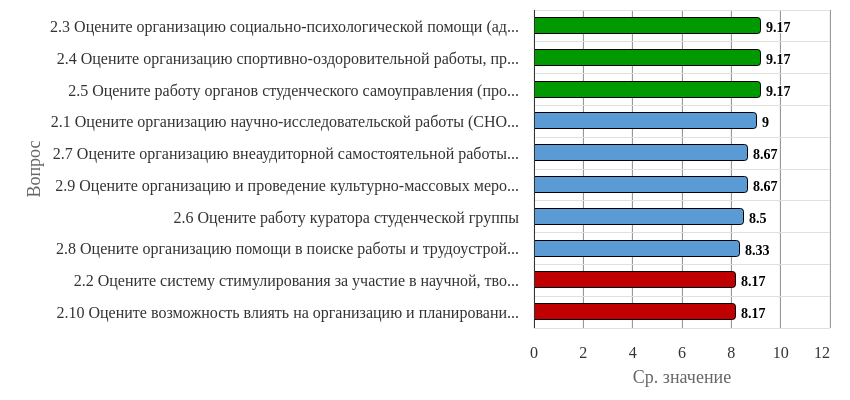 2.3 Оцените организацию социально-психологической помощи (ад... 9.17
2.4 Оцените организацию спортивно-оздоровительной работы, пр... 9.17
2.5 Оцените работу органов студенческого самоуправления (про... 9.17
2.1 Оцените организацию научно-исследовательской работы (СНО... 9
2.7 Оцените организацию внеаудиторной самостоятельной работы... 8.67
2.9 Оцените организацию и проведение культурно-массовых меро... 8.67
2.6 Оцените работу куратора студенческой группы 8.5
2.8 Оцените организацию помощи в поиске работы и трудоустрой... 8.33
2.2 Оцените систему стимулирования за участие в научной, тво... 8.17
2.10 Оцените возможность влиять на организацию и планировани... 8.17
Вопрос
0 2 4 6 8 10 12
Ср. значение